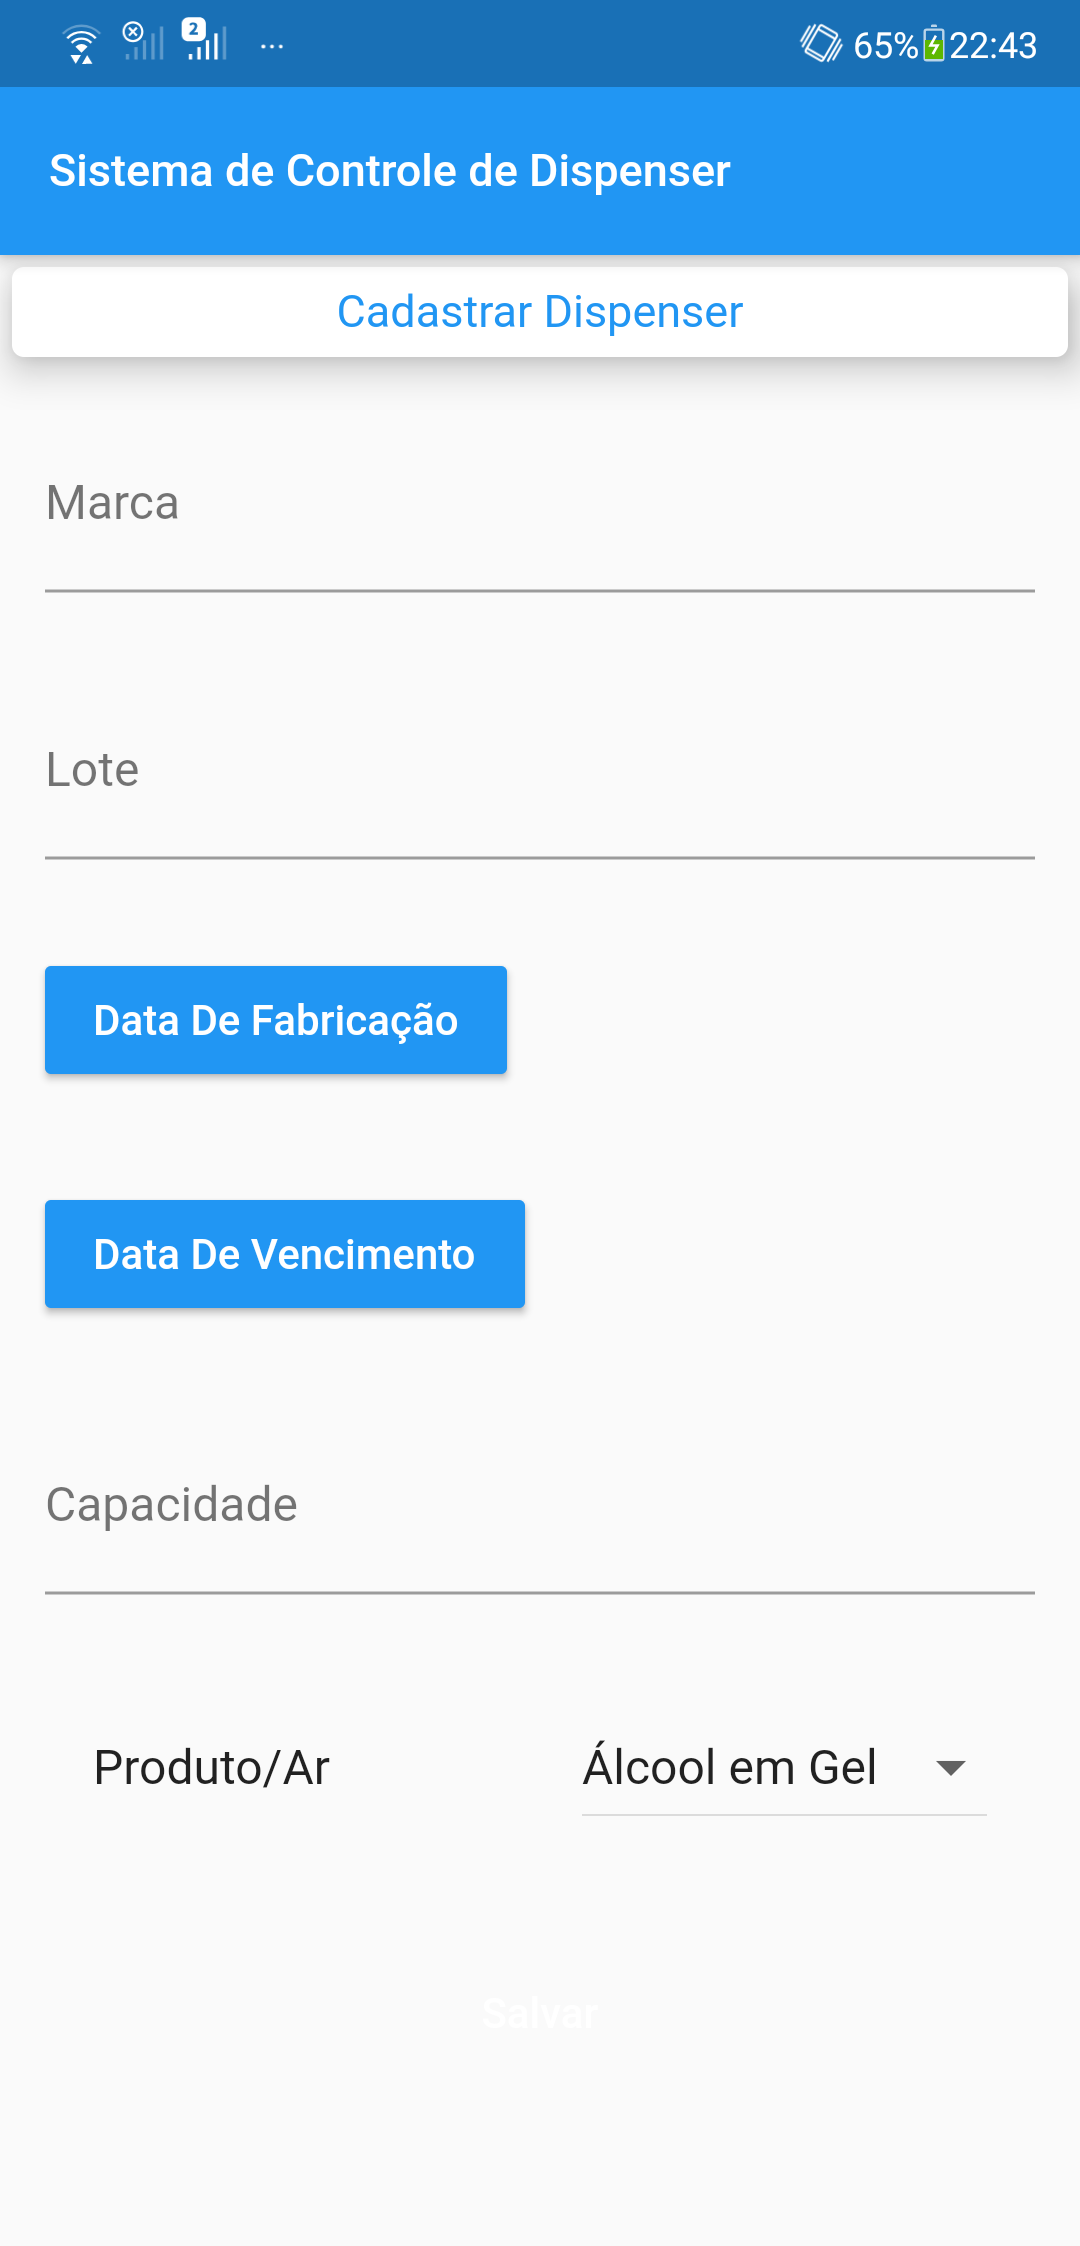 2 ... 65% 22:43
Sistema de Controle de Dispenser
Cadastrar Dispenser
Marca
Lote
Data De Fabricação
Data De Vencimento
Capacidade
Produto/Ar Álcool em Gel
Salvar